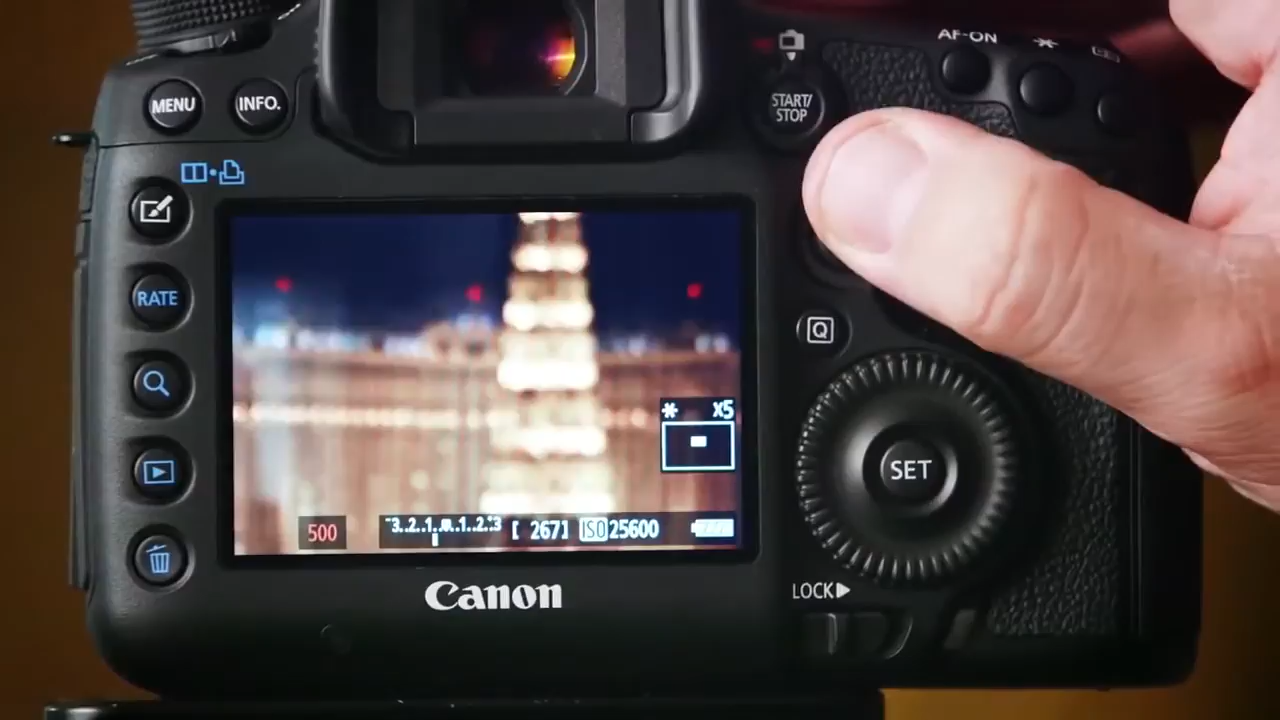 AF-ON
MENU
INFO.
START/
STOP
RATE
Q
X5
SET
500
-3..2..1..0..1..2.+3
[ 267]
ISO 25600
Canon
LOCK